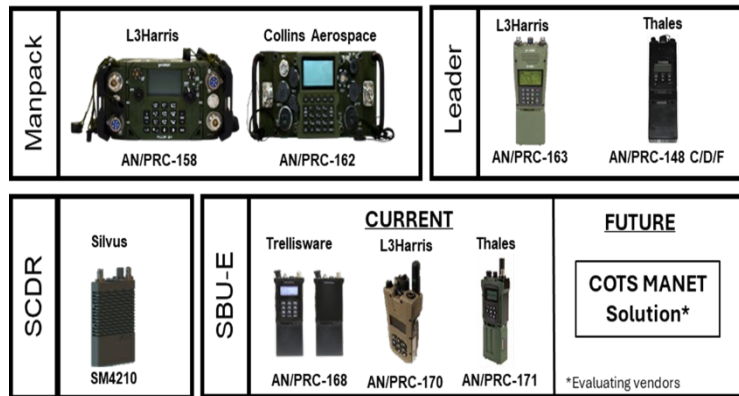 Manpack
L3Harris
Collins Aerospace
AN/PRC-158
AN/PRC-162
Leader
L3Harris
Thales
AN/PRC-163
AN/PRC-148 C/D/F
SCDR
Silvus
SM4210
SBU-E
CURRENT
Trellisware
L3Harris
Thales
AN/PRC-168
AN/PRC-170
AN/PRC-171
FUTURE
COTS MANET
Solution*
*Evaluating vendors